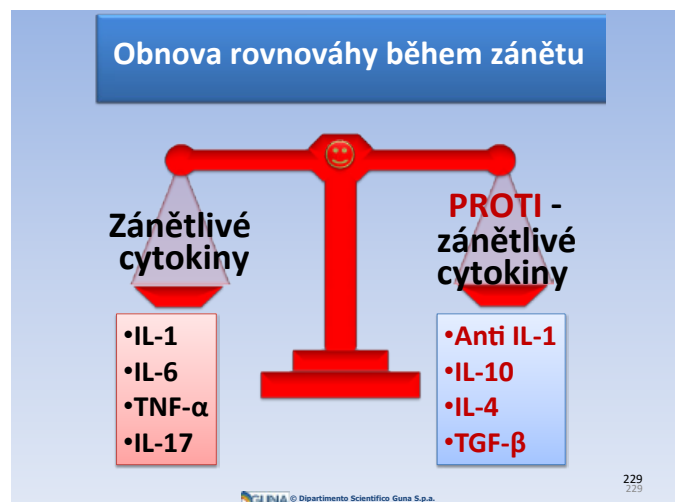 Obnova rovnováhy během zánětu
Zánětlivé
cytokiny
PROTI -
zánětlivé
cytokiny
•IL-1
•IL-6
•TNF-α
•IL-17
•Anti IL-1
•IL-10
•IL-4
•TGF-β
229
229
GUNA © Dipartimento Scientifico Guna S.p.a.